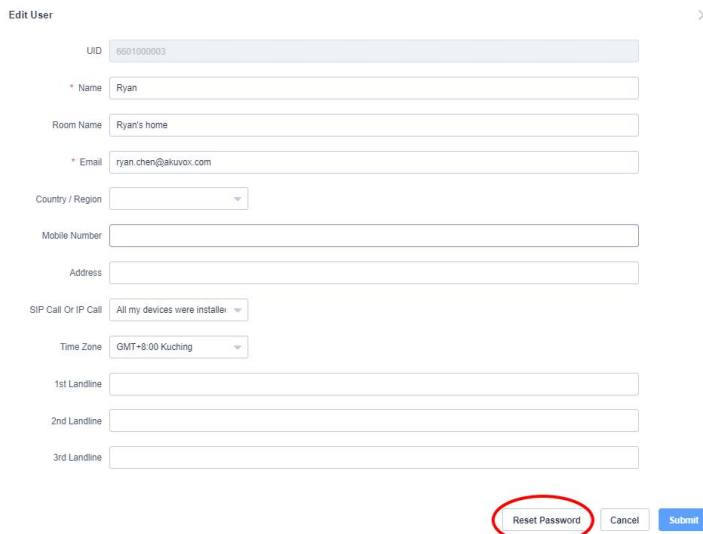 Edit User
UID 6601000003
* Name Ryan
Room Name Ryan's home
* Email ryan.chen@akuvox.com
Country / Region
Mobile Number
Address
SIP Call Or IP Call All my devices were installe
Time Zone GMT+8:00 Kuching
1st Landline
2nd Landline
3rd Landline
Reset Password Cancel Submit